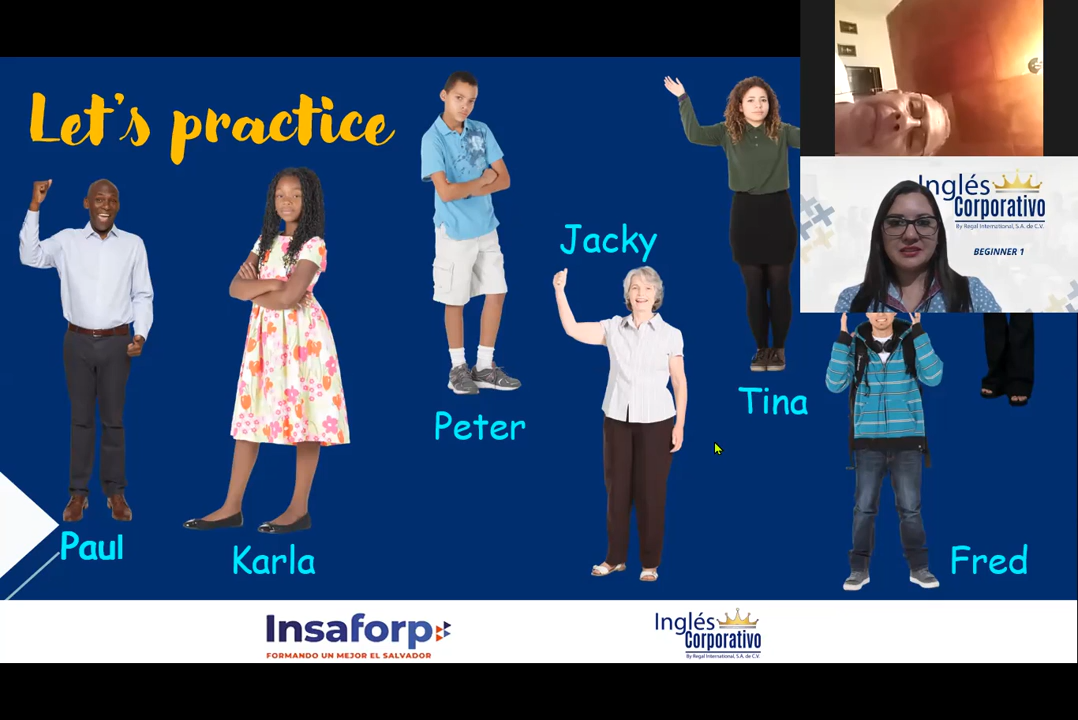 Let's practice
Jacky
Tina
Peter
Paul
Karla
Fred
Inglés
Corporativo
By Regal International, S.A. de C.V.
BEGINNER 1
Insaforp
FORMANDO UN MEJOR EL SALVADOR
Inglés
Corporativo
By Regal International, S.A. de C.V.